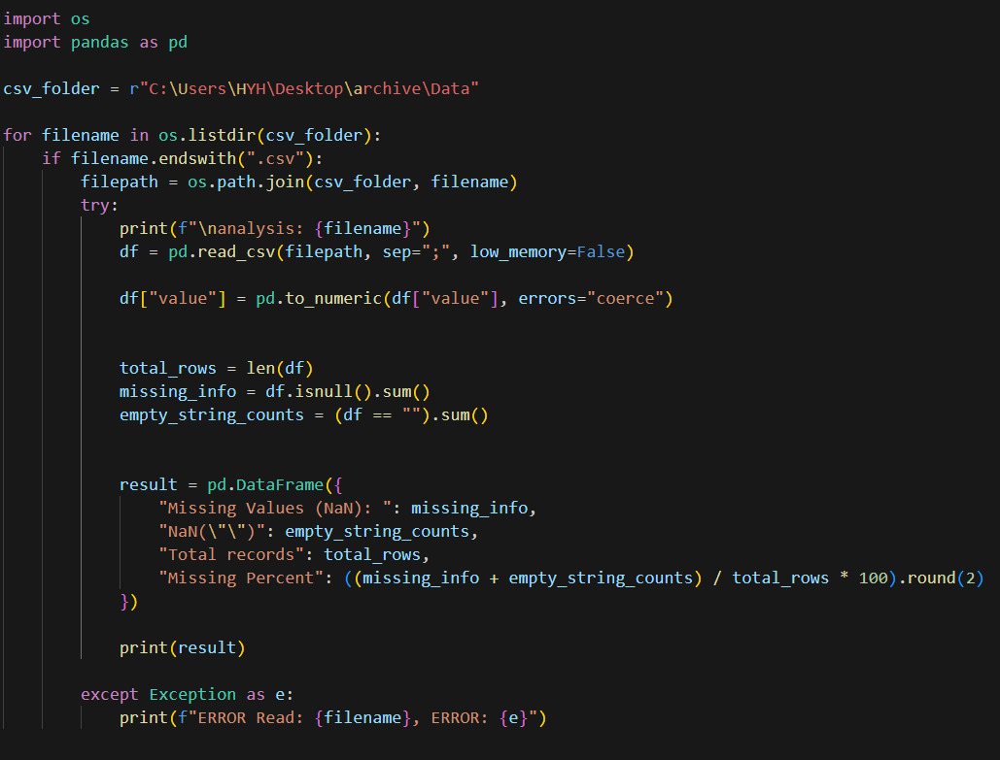 import os
import pandas as pd

csv_folder = r"C:\Users\HYH\Desktop\archive\Data"

for filename in os.listdir(csv_folder):
    if filename.endswith(".csv"):
        filepath = os.path.join(csv_folder, filename)
        try:
            print(f"\nanalysis: {filename}")
            df = pd.read_csv(filepath, sep=";", low_memory=False)

            df["value"] = pd.to_numeric(df["value"], errors="coerce")


            total_rows = len(df)
            missing_info = df.isnull().sum()
            empty_string_counts = (df == "").sum()


            result = pd.DataFrame({
                "Missing Values (NaN): ": missing_info,
                "NaN(\"\")": empty_string_counts,
                "Total records": total_rows,
                "Missing Percent": ((missing_info + empty_string_counts) / total_rows * 100).round(2)
            })

            print(result)

        except Exception as e:
            print(f"ERROR Read: {filename}, ERROR: {e}")